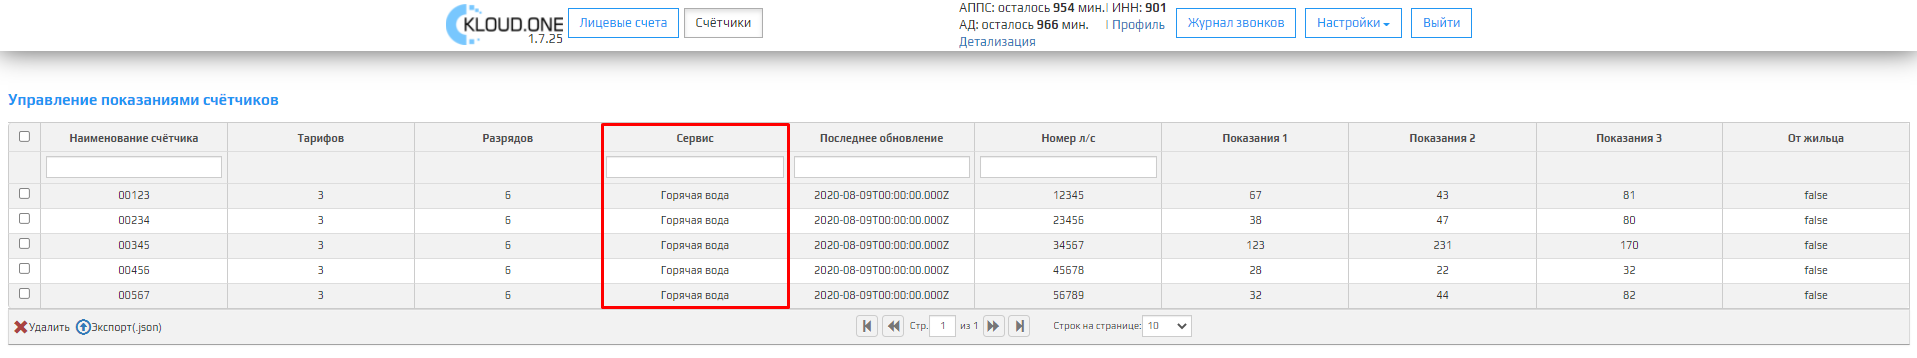 KLOUD.ONE
1.7.25
Лицевые счета
Счётчики
АППС: осталось 954 мин. | ИНН: 901
АД: осталось 966 мин. | Профиль
Детализация
Журнал звонков
Настройки
Выйти
Управление показаниями счётчиков
Наименование счётчика Тарифов Разрядов Сервис Последнее обновление Номер л/с Показания 1 Показания 2 Показания 3 От жильца
00123 3 6 Горячая вода 2020-08-09T00:00:00.000Z 12345 67 43 81 false
00234 3 6 Горячая вода 2020-08-09T00:00:00.000Z 23456 38 47 80 false
00345 3 6 Горячая вода 2020-08-09T00:00:00.000Z 34567 123 231 170 false
00456 3 6 Горячая вода 2020-08-09T00:00:00.000Z 45678 28 22 32 false
00567 3 6 Горячая вода 2020-08-09T00:00:00.000Z 56789 32 44 82 false
Удалить Экспорт(.json) Стр. 1 из 1 Строк на странице: 10